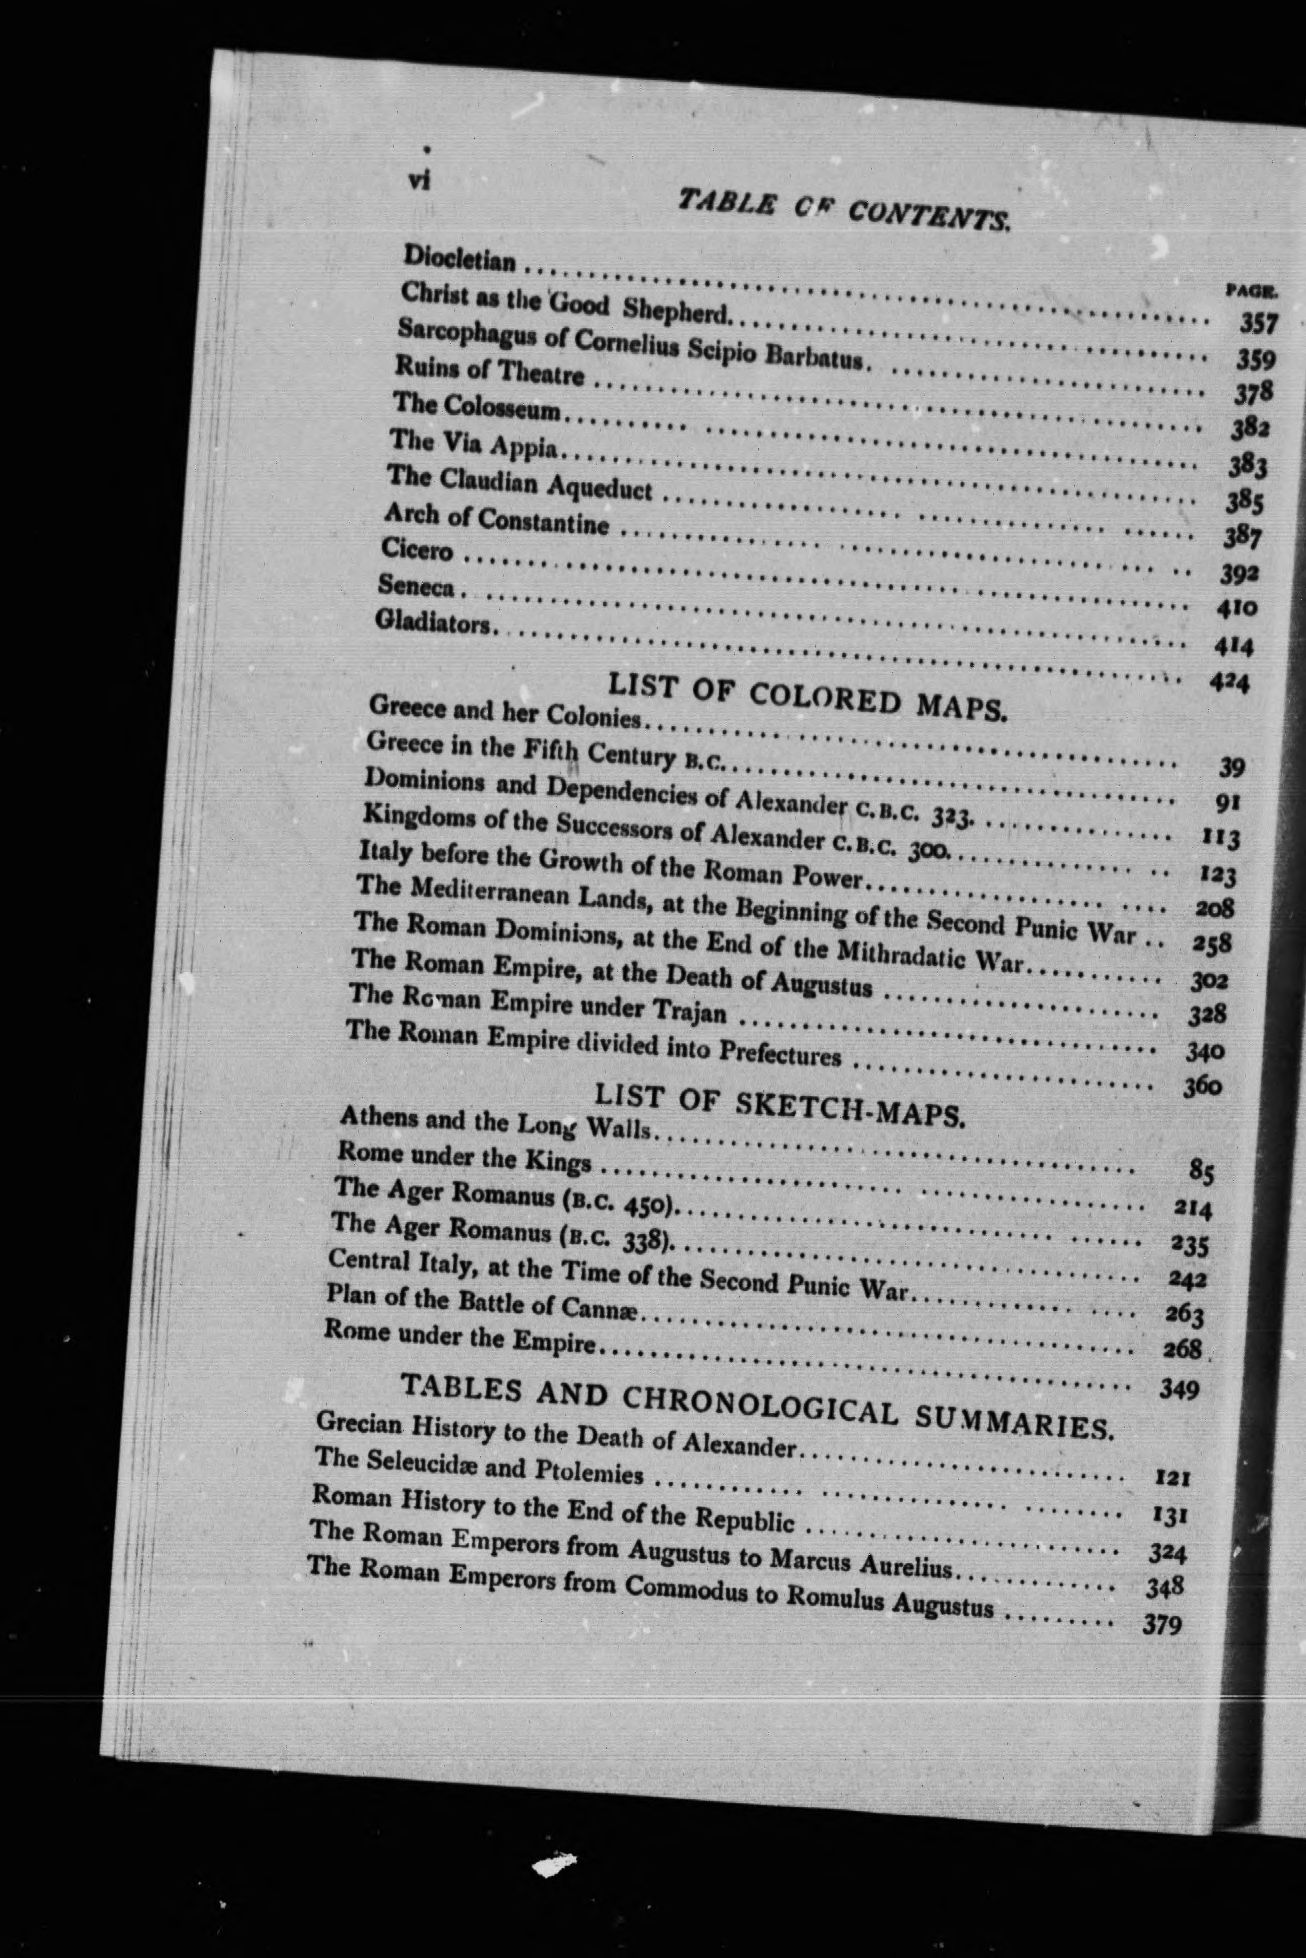 vi
TABLE OF CONTENTS.
PAGE.
Diocletian 357
Christ as the Good Shepherd 359
Sarcophagus of Cornelius Scipio Barbatus 378
Ruins of Theatre 382
The Colosseum 383
The Via Appia 385
The Claudian Aqueduct 387
Arch of Constantine 392
Cicero 410
Seneca 414
Gladiators 424
LIST OF COLORED MAPS.
Greece and her Colonies 39
Greece in the Fifth Century B.C. 91
Dominions and Dependencies of Alexander C.B.C. 323. 113
Kingdoms of the Successors of Alexander C.B.C. 300. 123
Italy before the Growth of the Roman Power 208
The Mediterranean Lands, at the Beginning of the Second Punic War 258
The Roman Dominions, at the End of the Mithradatic War 302
The Roman Empire, at the Death of Augustus 328
The Roman Empire under Trajan 340
The Roman Empire divided into Prefectures 360
LIST OF SKETCH-MAPS.
Athens and the Long Walls 85
Rome under the Kings 214
The Ager Romanus (B.C. 450) 235
The Ager Romanus (B.C. 338) 242
Central Italy, at the Time of the Second Punic War 263
Plan of the Battle of Cannæ 268
Rome under the Empire 349
TABLES AND CHRONOLOGICAL SUMMARIES.
Grecian History to the Death of Alexander 121
The Seleucidæ and Ptolemies 131
Roman History to the End of the Republic 324
The Roman Emperors from Augustus to Marcus Aurelius 348
The Roman Emperors from Commodus to Romulus Augustus 379